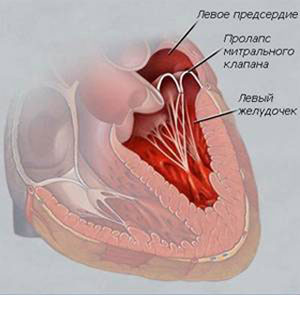 Левое предсердие
Пролапс
митрального
клапана
Левый
желудочек